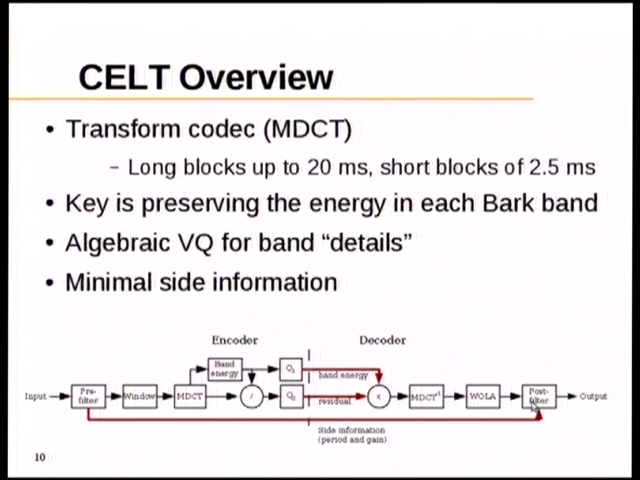 CELT Overview
• Transform codec (MDCT)
– Long blocks up to 20 ms, short blocks of 2.5 ms
• Key is preserving the energy in each Bark band
• Algebraic VQ for band “details”
• Minimal side information
Encoder
Decoder
Band
energy
Q1
band energy
Input
Pre-
filter
Window
MDCT
/
Q2
residual
x
MDCT-1
WOLA
Post-
filter
Output
Side information
(period and gain)
10